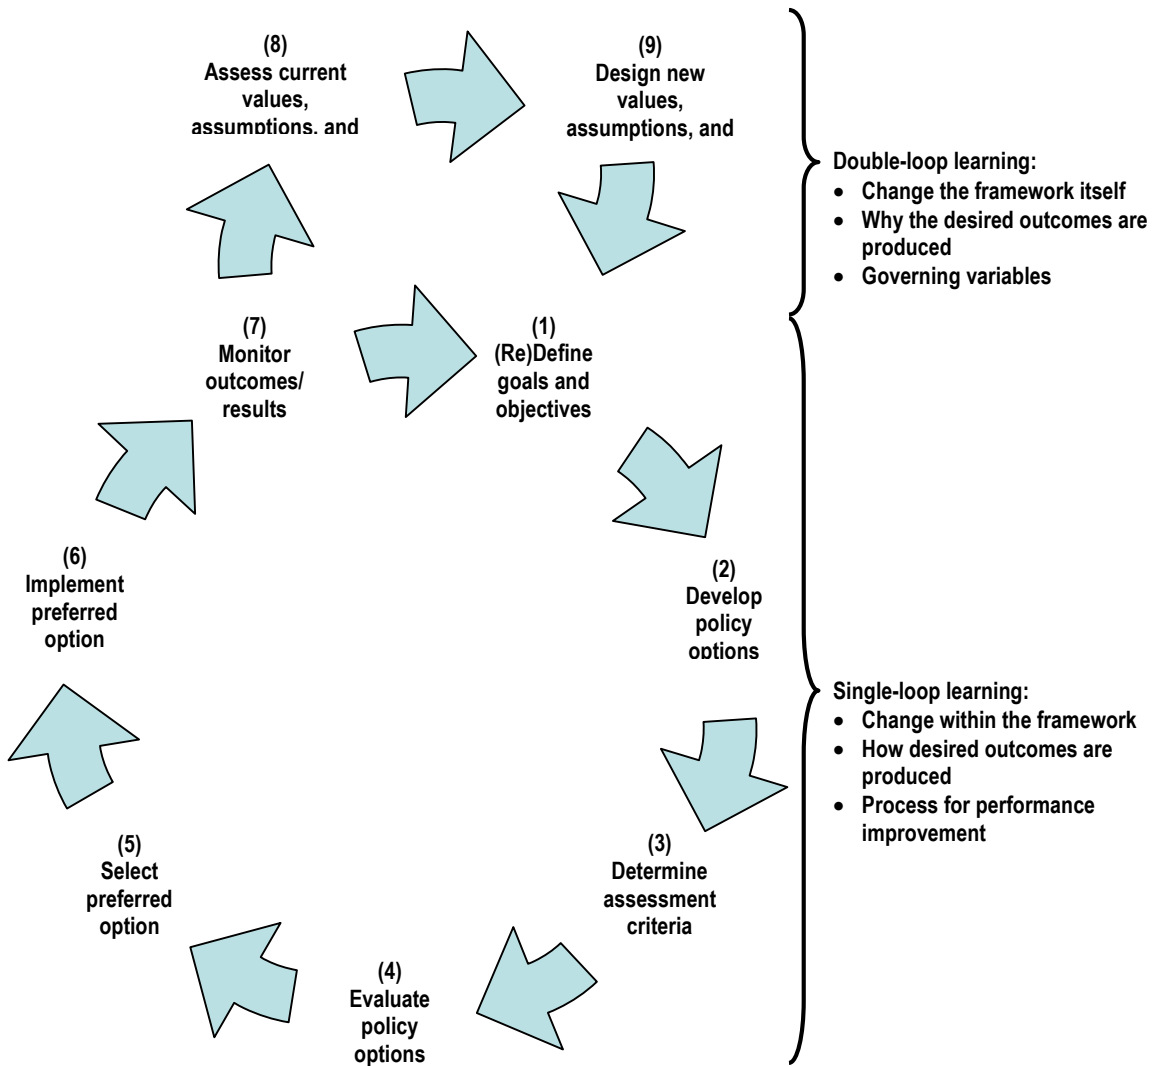 (8)
Assess current
values,
assumptions, and
(9)
Design new
values,
assumptions, and
Double-loop learning:
• Change the framework itself
• Why the desired outcomes are
produced
• Governing variables
(7)
Monitor
outcomes/
results
(1)
(Re)Define
goals and
objectives
(2)
Develop
policy
options
(6)
Implement
preferred
option
Single-loop learning:
• Change within the framework
• How desired outcomes are
produced
• Process for performance
improvement
(5)
Select
preferred
option
(3)
Determine
assessment
criteria
(4)
Evaluate
policy
options